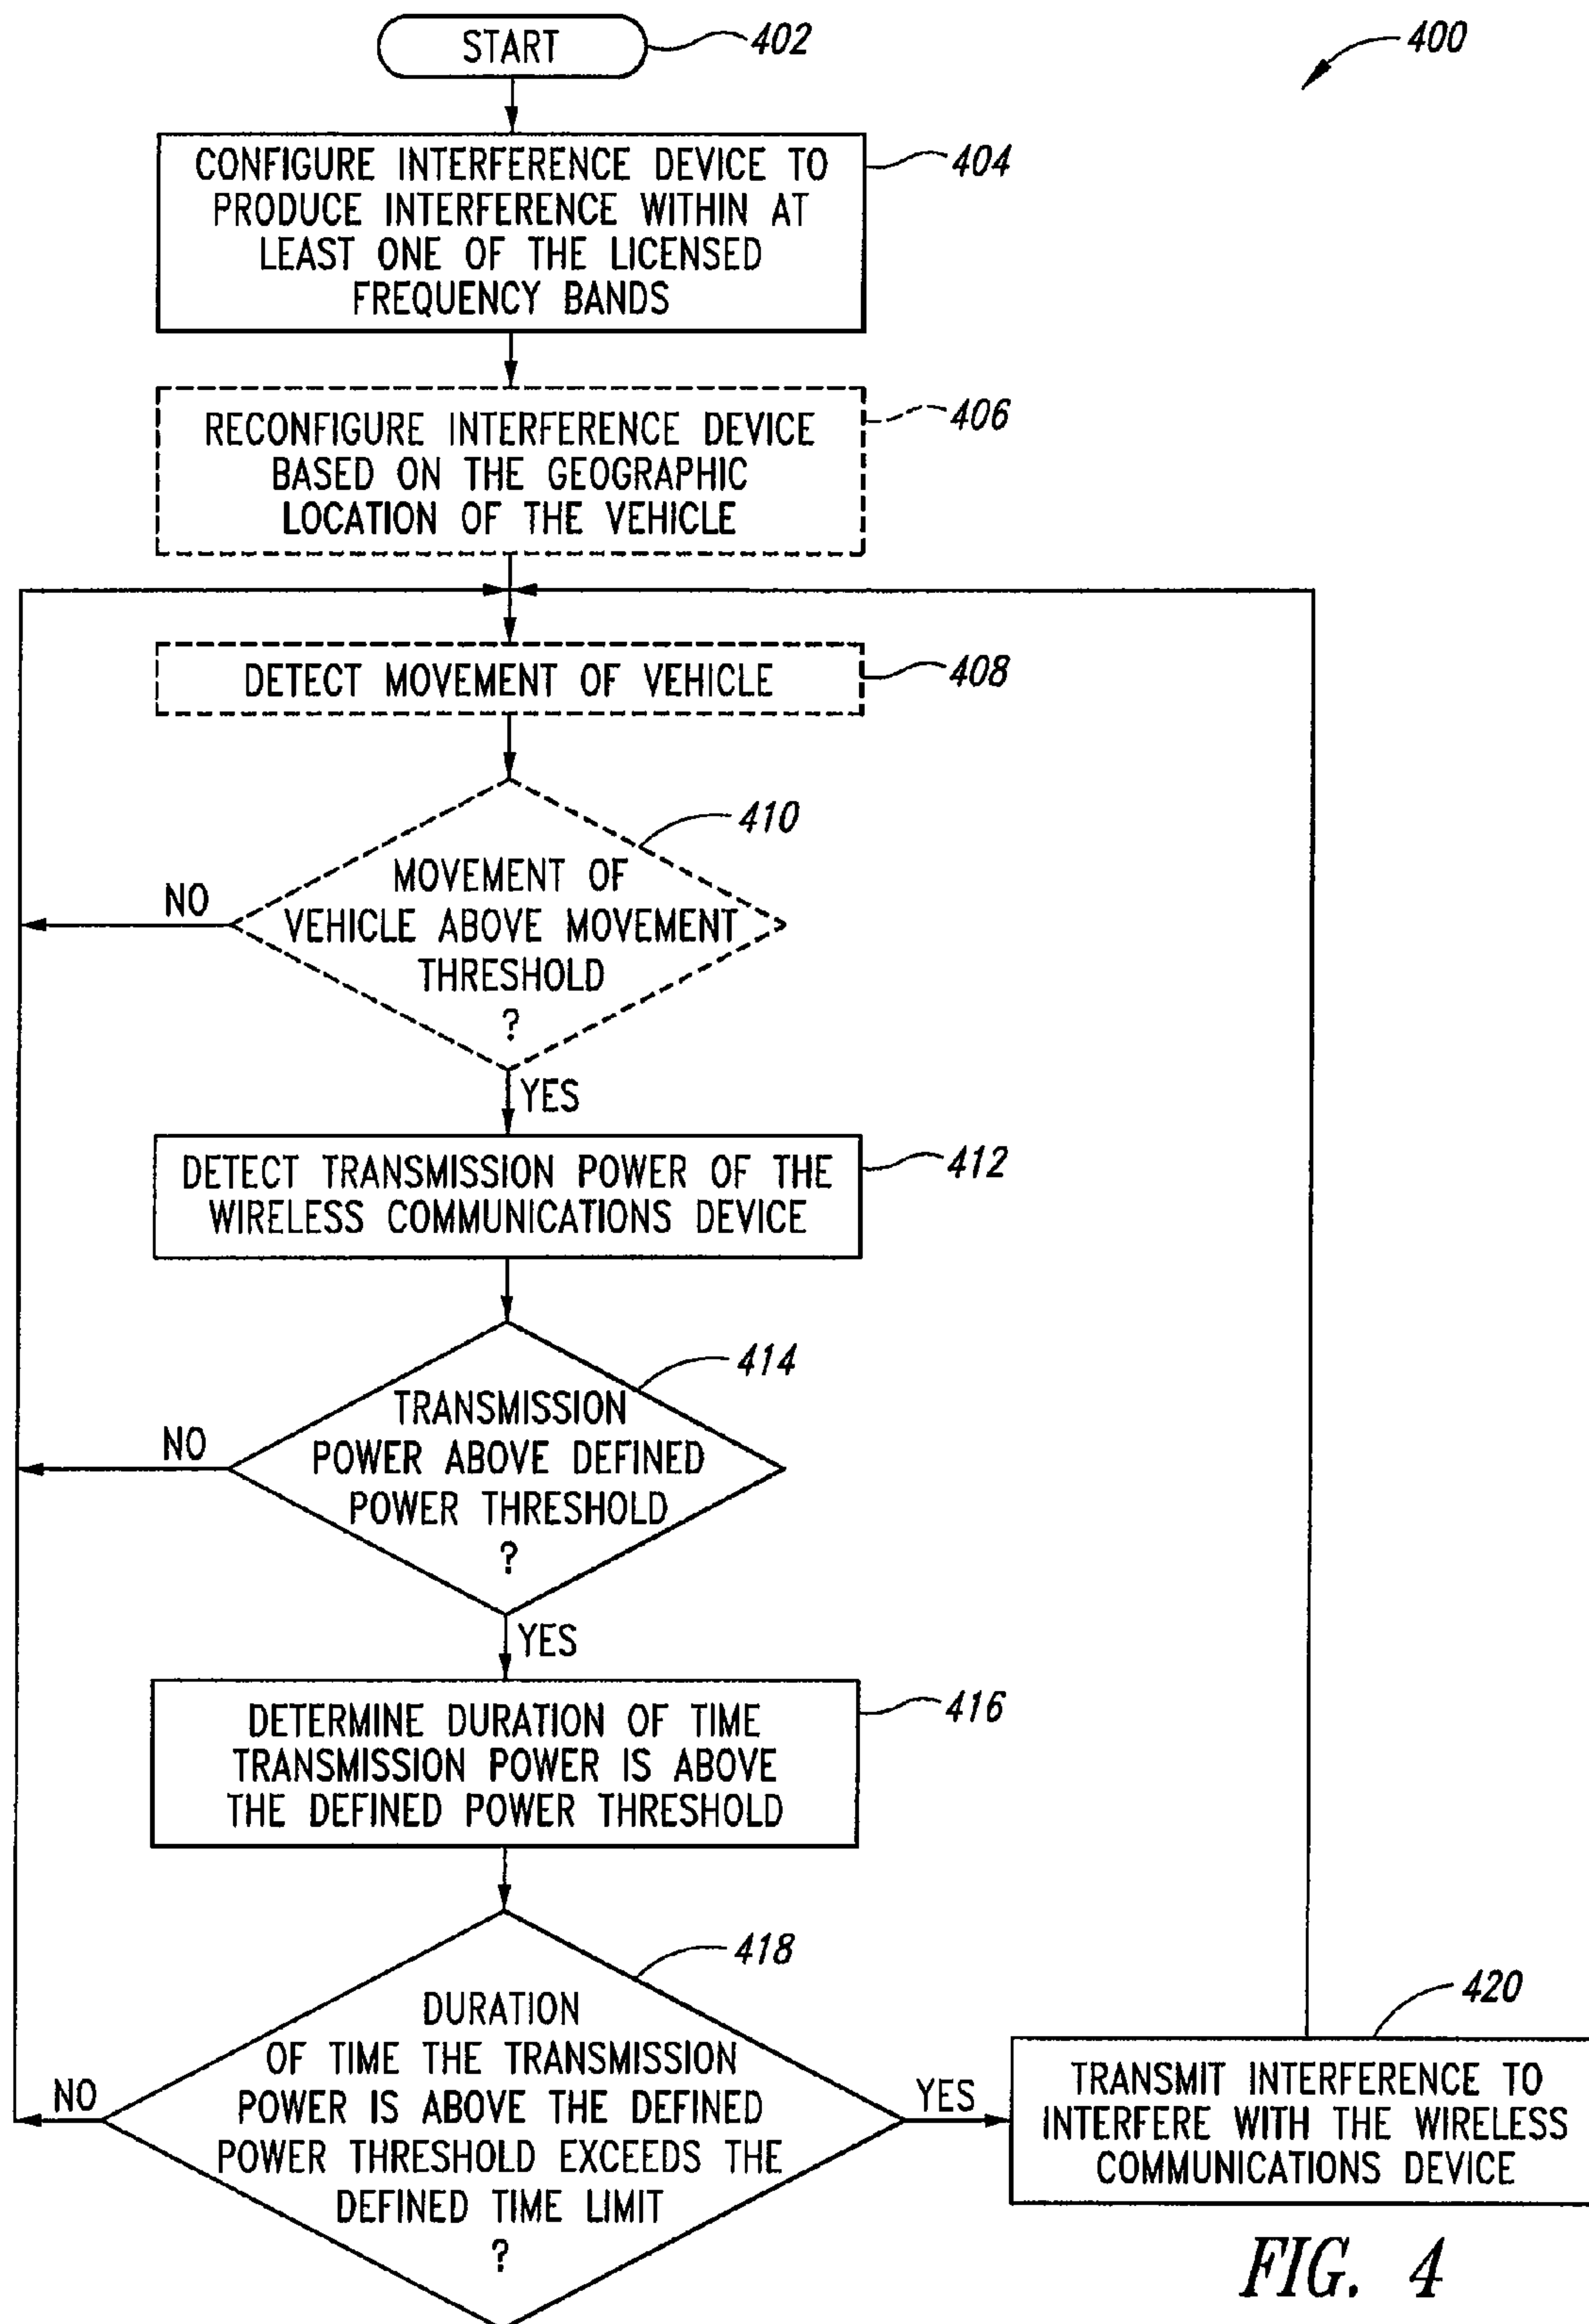 START
402
400
CONFIGURE INTERFERENCE DEVICE TO
PRODUCE INTERFERENCE WITHIN AT
LEAST ONE OF THE LICENSED
FREQUENCY BANDS
404
RECONFIGURE INTERFERENCE DEVICE
BASED ON THE GEOGRAPHIC
LOCATION OF THE VEHICLE
406
DETECT MOVEMENT OF VEHICLE
408
410
MOVEMENT OF
VEHICLE ABOVE MOVEMENT
THRESHOLD
?
NO
YES
DETECT TRANSMISSION POWER OF THE
WIRELESS COMMUNICATIONS DEVICE
412
414
TRANSMISSION
POWER ABOVE DEFINED
POWER THRESHOLD
?
NO
YES
DETERMINE DURATION OF TIME
TRANSMISSION POWER IS ABOVE
THE DEFINED POWER THRESHOLD
416
418
DURATION
OF TIME THE TRANSMISSION
POWER IS ABOVE THE DEFINED
POWER THRESHOLD EXCEEDS THE
DEFINED TIME LIMIT
?
NO
YES
420
TRANSMIT INTERFERENCE TO
INTERFERE WITH THE WIRELESS
COMMUNICATIONS DEVICE
FIG. 4